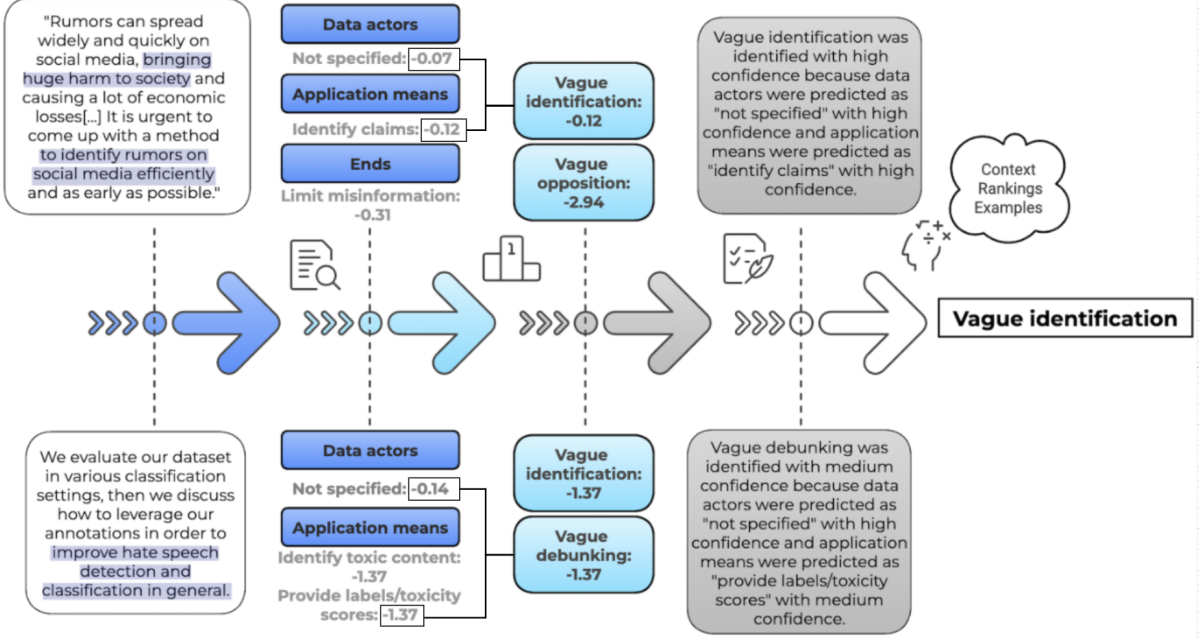 "Rumors can spread
widely and quickly on
social media, bringing
huge harm to society and
causing a lot of economic
losses[...] It is urgent to
come up with a method
to identify rumors on
social media efficiently
and as early as possible."
Data actors
Not specified: -0.07
Application means
Identify claims: -0.12
Ends
Limit misinformation:
-0.31
Vague
identification:
-0.12
Vague
opposition:
-2.94
Vague identification was
identified with high
confidence because data
actors were predicted as
"not specified" with high
confidence and application
means were predicted as
"identify claims" with high
confidence.
Context
Rankings
Examples
1
√ + ÷ ×
Vague identification
We evaluate our dataset
in various classification
settings, then we discuss
how to leverage our
annotations in order to
improve hate speech
detection and
classification in general.
Data actors
Not specified: -0.14
Application means
Identify toxic content:
-1.37
Provide labels/toxicity
scores: -1.37
Vague
identification:
-1.37
Vague
debunking:
-1.37
Vague debunking was
identified with medium
confidence because data
actors were predicted as
"not specified" with high
confidence and application
means were predicted as
"provide labels/toxicity
scores" with medium
confidence.